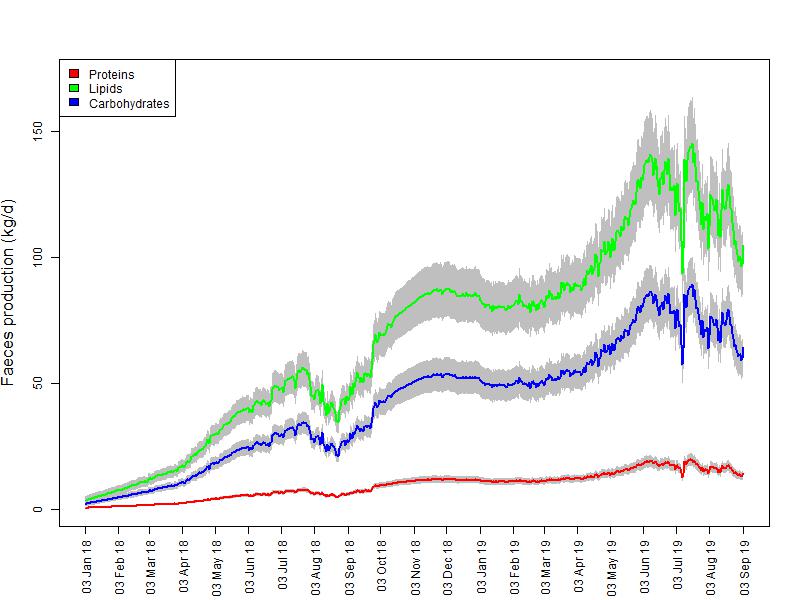 Proteins
Lipids
Carbohydrates
Faeces production (kg/d)
150
100
50
0
03 Jan 18
03 Feb 18
03 Mar 18
03 Apr 18
03 May 18
03 Jun 18
03 Jul 18
03 Aug 18
03 Sep 18
03 Oct 18
03 Nov 18
03 Dec 18
03 Jan 19
03 Feb 19
03 Mar 19
03 Apr 19
03 May 19
03 Jun 19
03 Jul 19
03 Aug 19
03 Sep 19